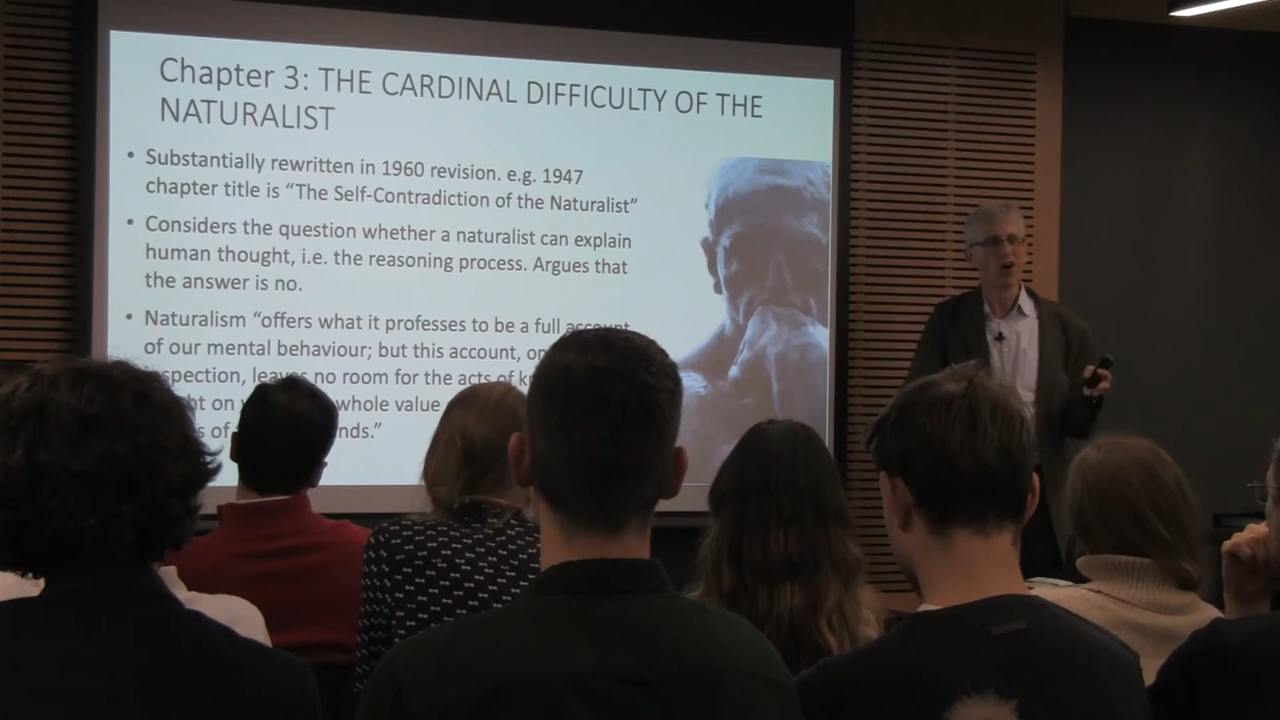 Chapter 3: THE CARDINAL DIFFICULTY OF THE
NATURALIST
• Substantially rewritten in 1960 revision. e.g. 1947
chapter title is “The Self-Contradiction of the Naturalist”
• Considers the question whether a naturalist can explain
human thought, i.e. the reasoning process. Argues that
the answer is no.
• Naturalism “offers what it professes to be a full account
of our mental behaviour; but this account, on
inspection, leaves no room for the acts of
on whole value
of